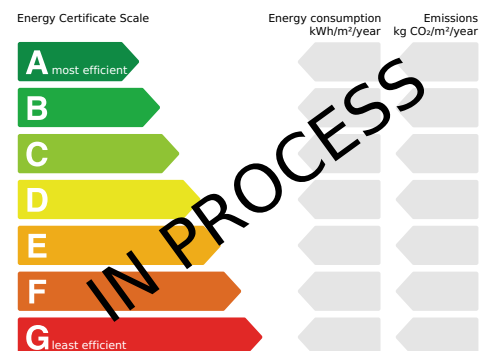 Energy Certificate Scale
Energy consumption
kWh/m²/year
Emissions
kg CO₂/m²/year
A most efficient
B
C
D
E
F
G least efficient
IN PROCESS